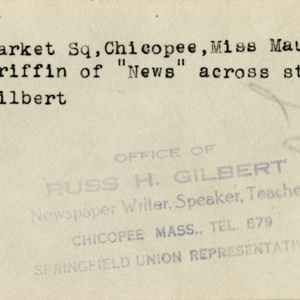 arket Sq,Chicopee,Miss Mau
riffin of "News" across st
ilbert
OFFICE OF
RUSS H. GILBERT
Newspaper Writer, Speaker, Teache
CHICOPEE MASS., TEL. 879
SPRINGFIELD UNION REPRESENTATIV